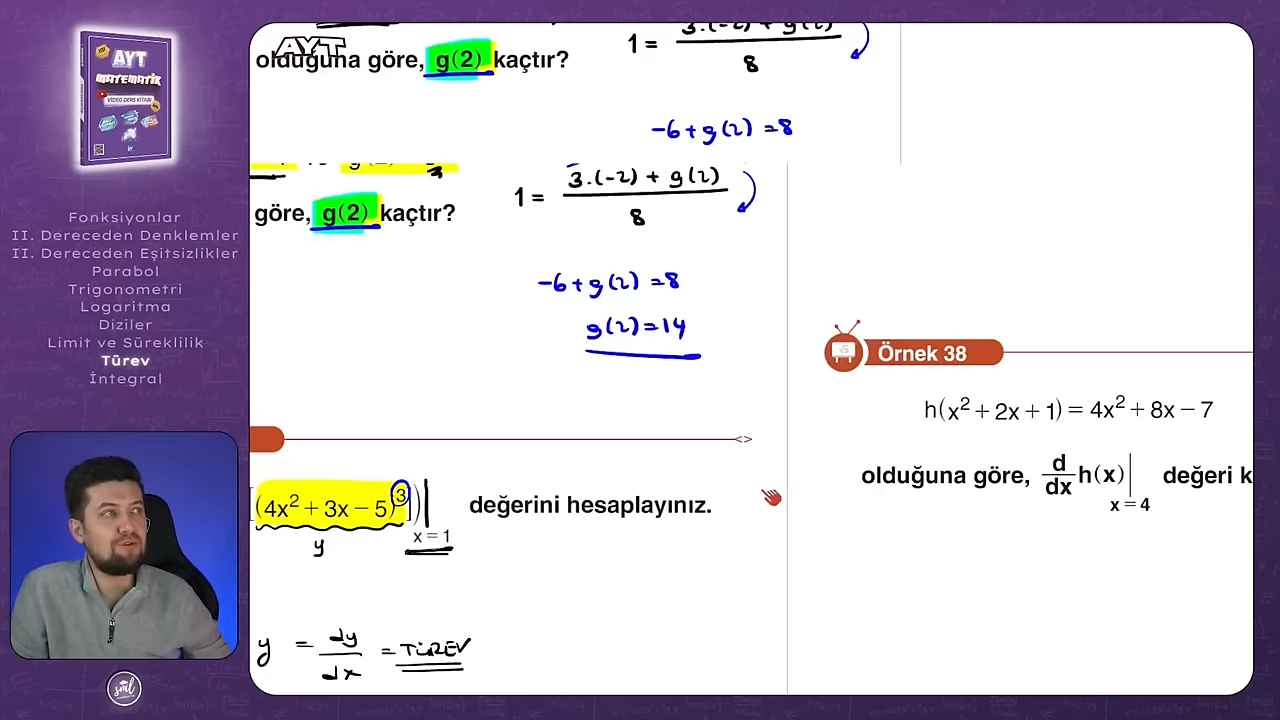 AYT
MATEMATİK
VİDEO DERS KİTABI
Fonksiyonlar
II. Dereceden Denklemler
II. Dereceden Eşitsizlikler
Parabol
Trigonometri
Logaritma
Diziler
Limit ve Süreklilik
Türev
İntegral
sml
AYT
olduğuna göre, g(2) kaçtır?
1 = 3.(-2) + g(2)
8
-6+g(2) =8
göre, g(2) kaçtır?
1 = 3.(-2) + g(2)
8
-6+g(2) =8
g(2)=14
[(4x² + 3x − 5)³]) | x = 1 değerini hesaplayınız.
y
y = dy/dx = TÜREV
Örnek 38
h(x² + 2x + 1) = 4x² + 8x − 7
olduğuna göre, d/dx h(x) | x = 4 değeri k